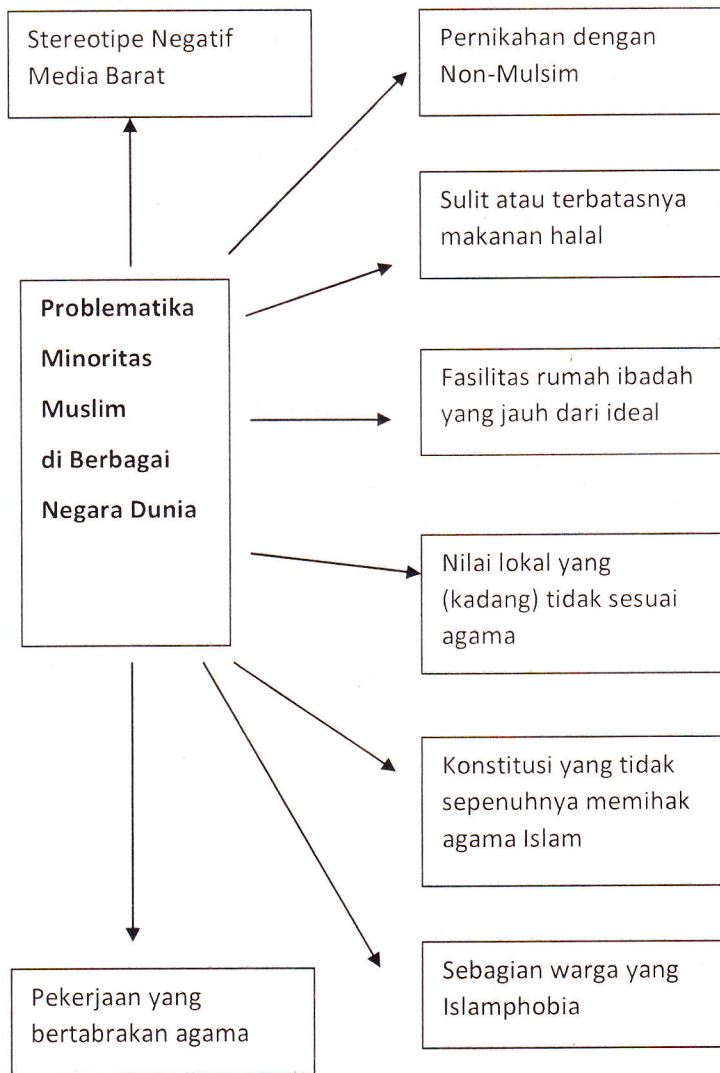 Stereotipe Negatif
Media Barat
Pernikahan dengan
Non-Mulsim
Sulit atau terbatasnya
makanan halal
Problematika
Minoritas
Muslim
di Berbagai
Negara Dunia
Fasilitas rumah ibadah
yang jauh dari ideal
Nilai lokal yang
(kadang) tidak sesuai
agama
Konstitusi yang tidak
sepenuhnya memihak
agama Islam
Sebagian warga yang
Islamphobia
Pekerjaan yang
bertabrakan agama